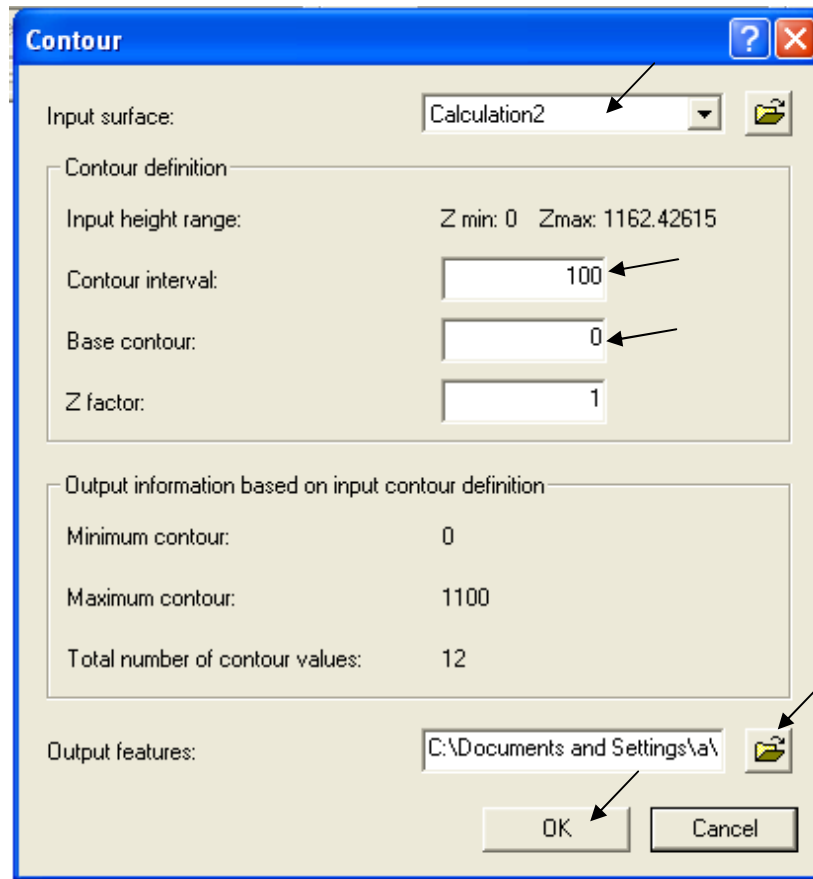 Contour
Input surface: Calculation2
Contour definition
Input height range: Z min: 0 Zmax: 1162.42615
Contour interval: 100
Base contour: 0
Z factor: 1
Output information based on input contour definition
Minimum contour: 0
Maximum contour: 1100
Total number of contour values: 12
Output features: C:\Documents and Settings\a\
OK Cancel